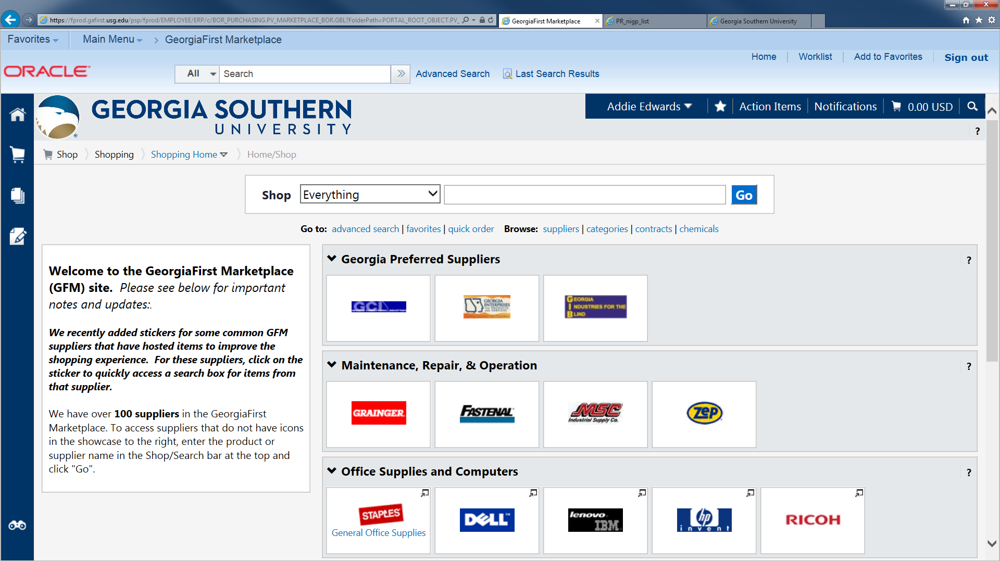 https://fprod.gafirst.usg.edu/psp/fprod/EMPLOYEE/ERP/c/BOR_PURCHASING.PV_MARKETPLACE_BOR.GBL?FolderPath=PORTAL_ROOT_OBJECT.PV_
GeorgiaFirst Marketplace
PR_nigp_list
Georgia Southern University
Favorites
Main Menu > GeorgiaFirst Marketplace
Home
Worklist
Add to Favorites
Sign out
ORACLE
All
Search
Advanced Search
Last Search Results
GEORGIA SOUTHERN
UNIVERSITY
Addie Edwards
Action Items
Notifications
0.00 USD
?
Shop
Shopping
Shopping Home
Home/Shop
Shop
Everything
Go
Go to: advanced search | favorites | quick order Browse: suppliers | categories | contracts | chemicals
Welcome to the GeorgiaFirst Marketplace
(GFM) site. Please see below for important
notes and updates:.
We recently added stickers for some common GFM
suppliers that have hosted items to improve the
shopping experience. For these suppliers, click on the
sticker to quickly access a search box for items from
that supplier.
We have over 100 suppliers in the GeorgiaFirst
Marketplace. To access suppliers that do not have icons
in the showcase to the right, enter the product or
supplier name in the Shop/Search bar at the top and
click "Go".
Georgia Preferred Suppliers
?
GCI
GEORGIA
ENTERPRISES
FOR PRODUCTS
AND SERVICES
GEORGIA
INDUSTRIES FOR THE
BLIND
Maintenance, Repair, & Operation
?
GRAINGER
FASTENAL
MSC
Industrial Supply Co.
ZEP
Office Supplies and Computers
?
STAPLES
General Office Supplies
DELL™
lenovo
IBM
hp
invent
RICOH